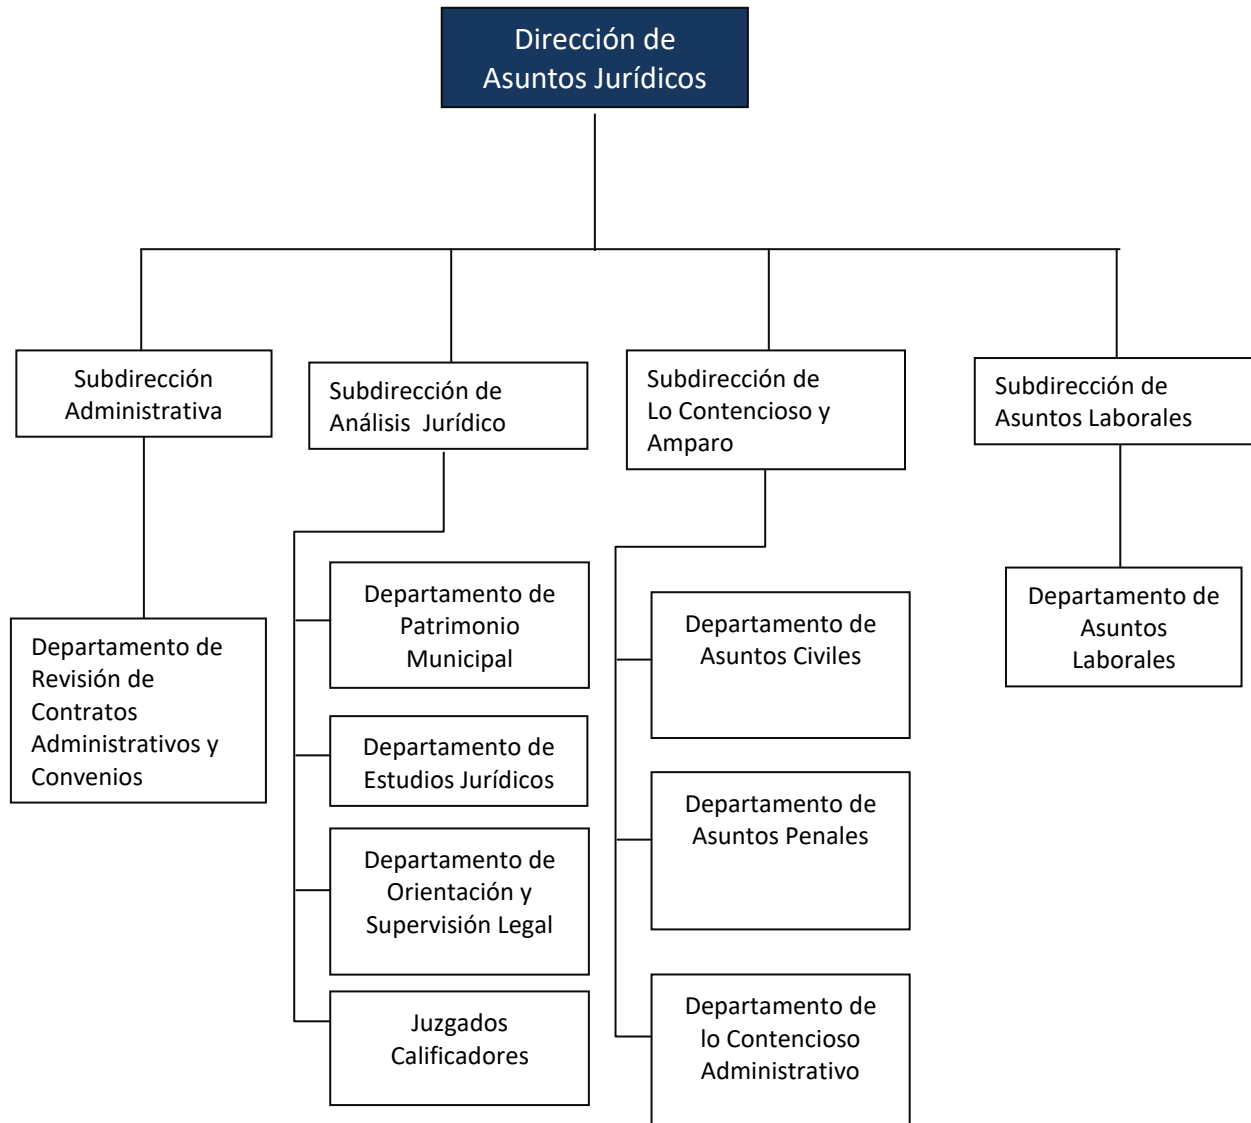 Dirección de
Asuntos Jurídicos
Subdirección
Administrativa
Subdirección de
Análisis  Jurídico
Subdirección de
Lo Contencioso y
Amparo
Subdirección de
Asuntos Laborales
Departamento de
Revisión de
Contratos
Administrativos y
Convenios
Departamento de
Patrimonio
Municipal
Departamento de
Estudios Jurídicos
Departamento de
Orientación y
Supervisión Legal
Juzgados
Calificadores
Departamento de
Asuntos Civiles
Departamento de
Asuntos Penales
Departamento de
lo Contencioso
Administrativo
Departamento de
Asuntos
Laborales